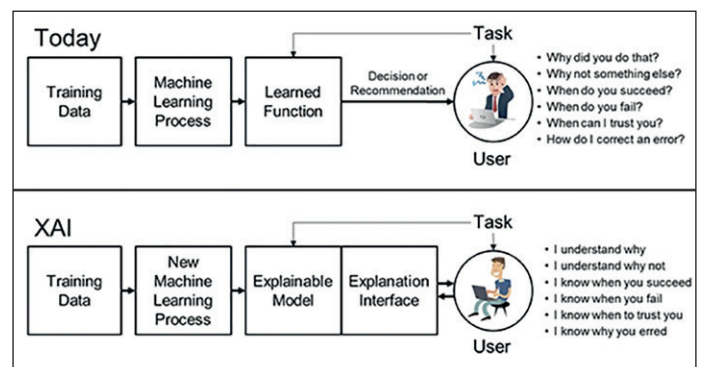 Today
Task
Training
Data
Machine
Learning
Process
Learned
Function
Decision or
Recommendation
User
• Why did you do that?
• Why not something else?
• When do you succeed?
• When do you fail?
• When can I trust you?
• How do I correct an error?
XAI
Task
Training
Data
New
Machine
Learning
Process
Explainable
Model
Explanation
Interface
User
• I understand why
• I understand why not
• I know when you succeed
• I know when you fail
• I know when to trust you
• I know why you erred